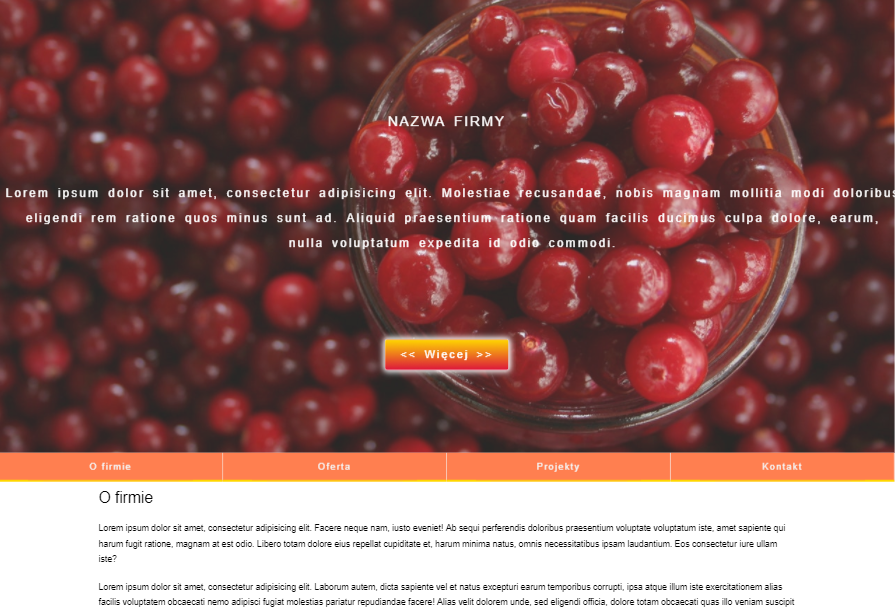 NAZWA FIRMY
Lorem ipsum dolor sit amet, consectetur adipisicing elit. Molestiae recusandae, nobis magnam mollitia modi doloribus
eligendi rem ratione quos minus sunt ad. Aliquid praesentium ratione quam facilis ducimus culpa dolore, earum,
nulla voluptatum expedita id odio commodi.
<< Więcej >>
O firmie
Oferta
Projekty
Kontakt
O firmie
Lorem ipsum dolor sit amet, consectetur adipisicing elit. Facere neque nam, iusto eveniet! Ab sequi perferendis doloribus praesentium voluptate voluptatum iste, amet sapiente qui
harum fugit ratione, magnam at est odio. Libero totam dolore eius repellat cupiditate et, harum minima natus, omnis necessitatibus ipsam laudantium. Eos consectetur iure ullam
iste?
Lorem ipsum dolor sit amet, consectetur adipisicing elit. Laborum autem, dicta sapiente vel et natus excepturi earum temporibus corrupti, ipsa atque illum iste exercitationem alias
facilis voluptatem obcaecati nemo adipisci fugiat molestias pariatur repudiandae facere! Alias velit dolorem unde, sed eligendi officia, dolore totam obcaecati quas illo veniam suscipit